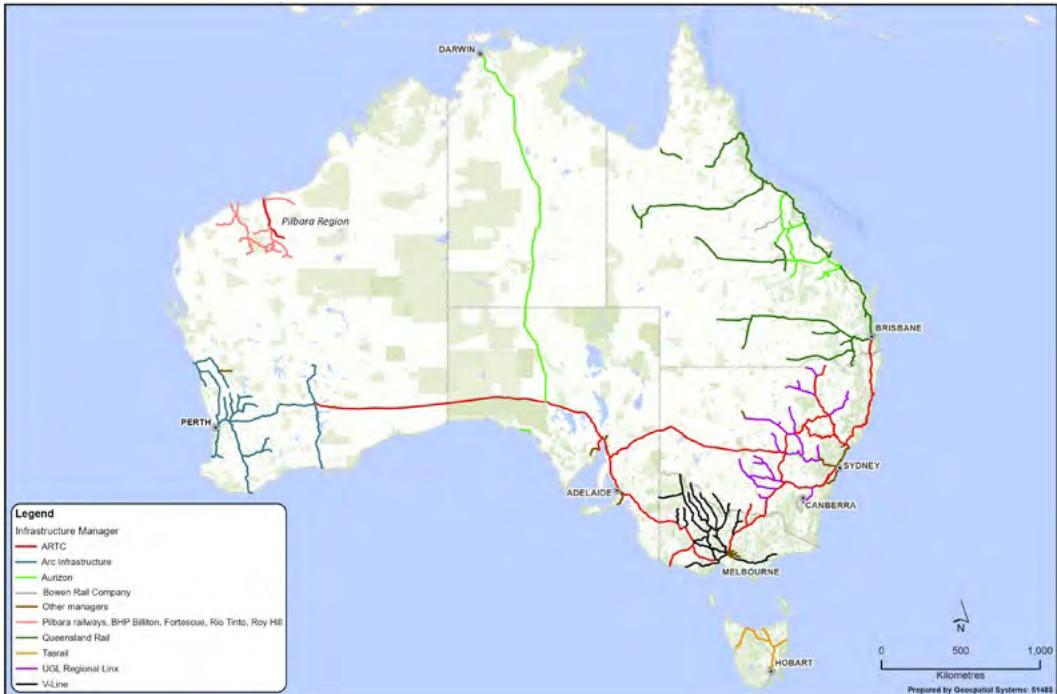 DARWIN
Pilbara Region
BRISBANE
PERTH
SYDNEY
ADELAIDE
CANBERRA
MELBOURNE
HOBART
Legend
Infrastructure Manager
ARTC
Arc Infrastructure
Aurizon
Bowen Rail Company
Other managers
Pilbara railways, BHP Billiton, Fortescue, Rio Tinto, Roy Hill
Queensland Rail
Tasrail
UGL Regional Linx
V-Line
N
0 500 1,000
Kilometres
Prepared by Geospatial Systems: 51480